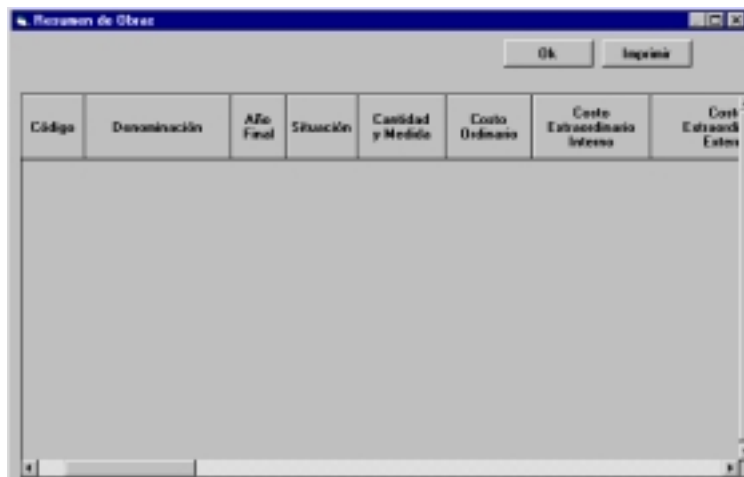 Resumen de Obras
Ok Imprimir
Código Denominación Año Final Situación Cantidad y Medida Costo Ordinario Costo Extraordinario Interno